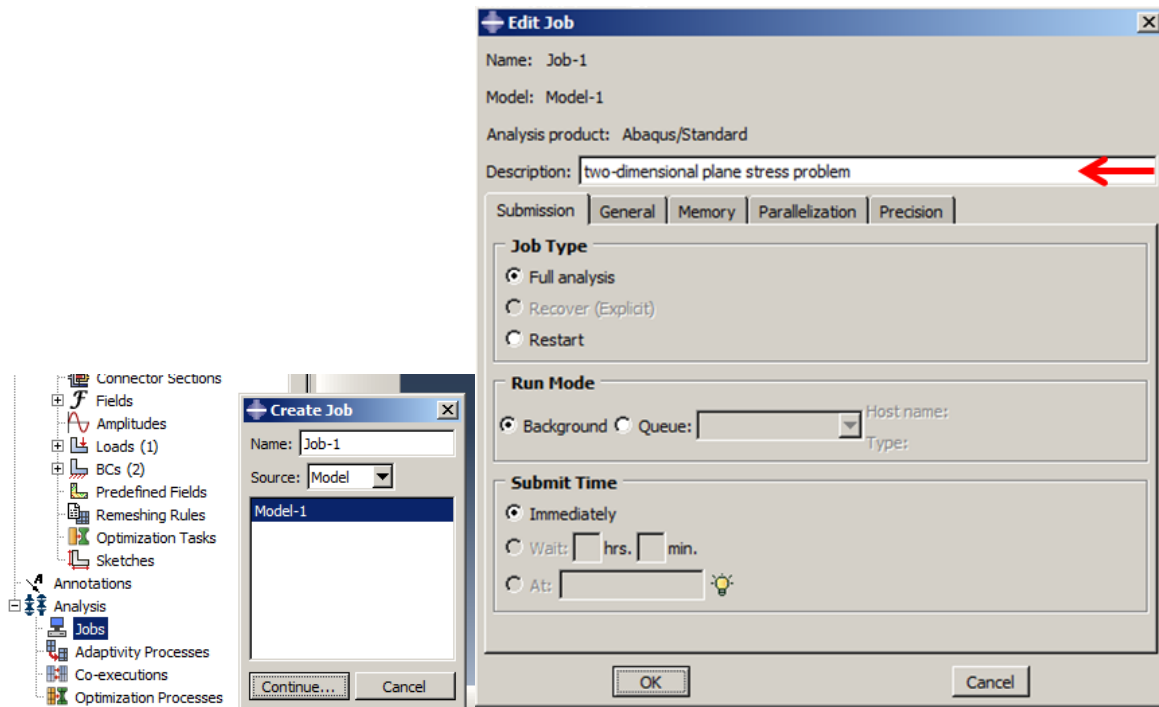 Connector Sections
Fields
Amplitudes
Loads (1)
BCs (2)
Predefined Fields
Remeshing Rules
Optimization Tasks
Sketches
Annotations
Analysis
Jobs
Adaptivity Processes
Co-executions
Optimization Processes
Create Job
Name: Job-1
Source: Model
Model-1
Continue... Cancel
Edit Job
Name: Job-1
Model: Model-1
Analysis product: Abaqus/Standard
Description: two-dimensional plane stress problem
Submission General Memory Parallelization Precision
Job Type
Full analysis
Recover (Explicit)
Restart
Run Mode
Background Queue: Host name:
Type:
Submit Time
Immediately
Wait: hrs. min.
At:
OK Cancel